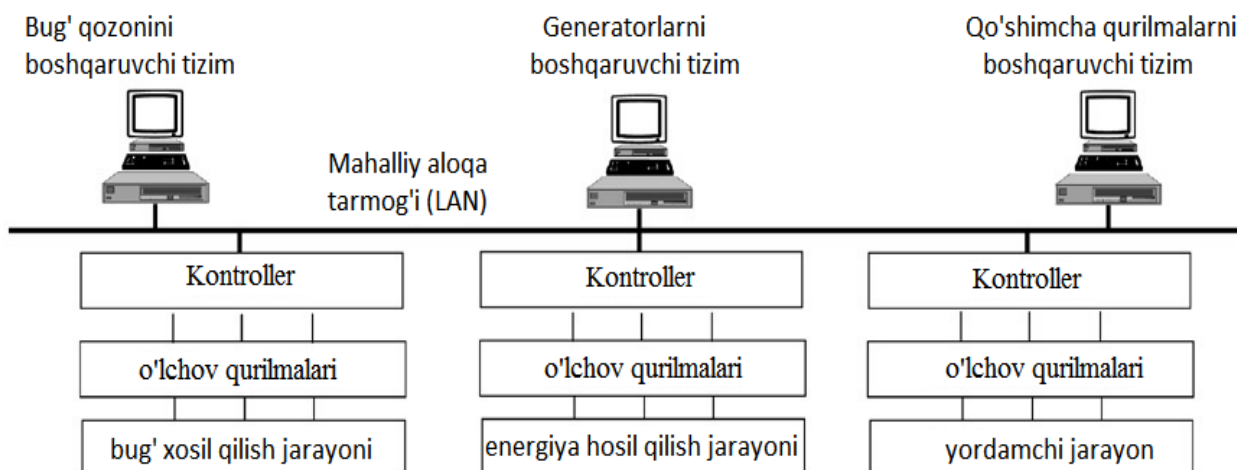 Bug' qozonini
boshqaruvchi tizim
Generatorlarni
boshqaruvchi tizim
Qo'shimcha qurilmalarni
boshqaruvchi tizim
Mahalliy aloqa
tarmog'i (LAN)
Kontroller
Kontroller
Kontroller
o'lchov qurilmalari
o'lchov qurilmalari
o'lchov qurilmalari
bug' xosil qilish jarayoni
energiya hosil qilish jarayoni
yordamchi jarayon